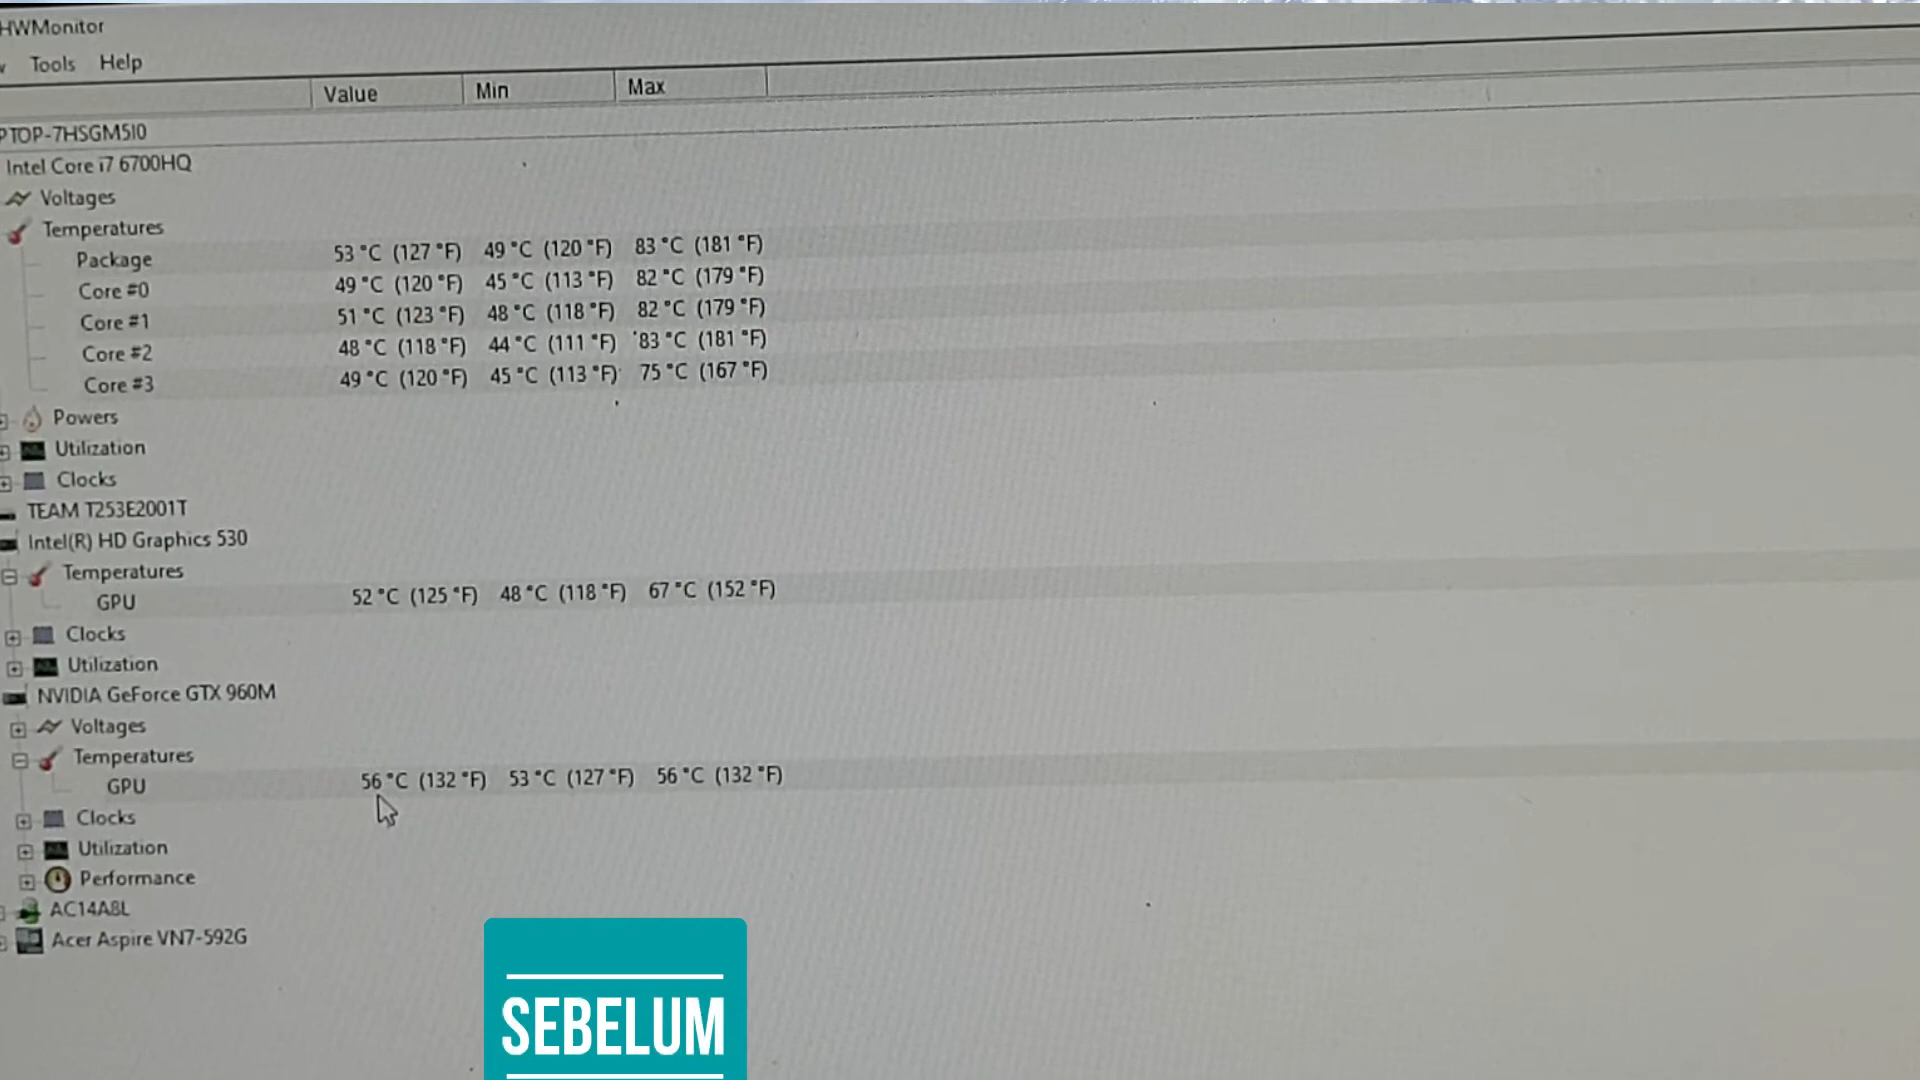 HWMonitor
Tools Help
Value Min Max
PTOP-7HSGM5I0
Intel Core i7 6700HQ
Voltages
Temperatures
Package 53 °C (127 °F) 49 °C (120 °F) 83 °C (181 °F)
Core #0 49 °C (120 °F) 45 °C (113 °F) 82 °C (179 °F)
Core #1 51 °C (123 °F) 48 °C (118 °F) 82 °C (179 °F)
Core #2 48 °C (118 °F) 44 °C (111 °F) 83 °C (181 °F)
Core #3 49 °C (120 °F) 45 °C (113 °F) 75 °C (167 °F)
Powers
Utilization
Clocks
TEAM T253E2001T
Intel(R) HD Graphics 530
Temperatures
GPU 52 °C (125 °F) 48 °C (118 °F) 67 °C (152 °F)
Clocks
Utilization
NVIDIA GeForce GTX 960M
Voltages
Temperatures
GPU 56 °C (132 °F) 53 °C (127 °F) 56 °C (132 °F)
Clocks
Utilization
Performance
AC14A8L
Acer Aspire VN7-592G
SEBELUM